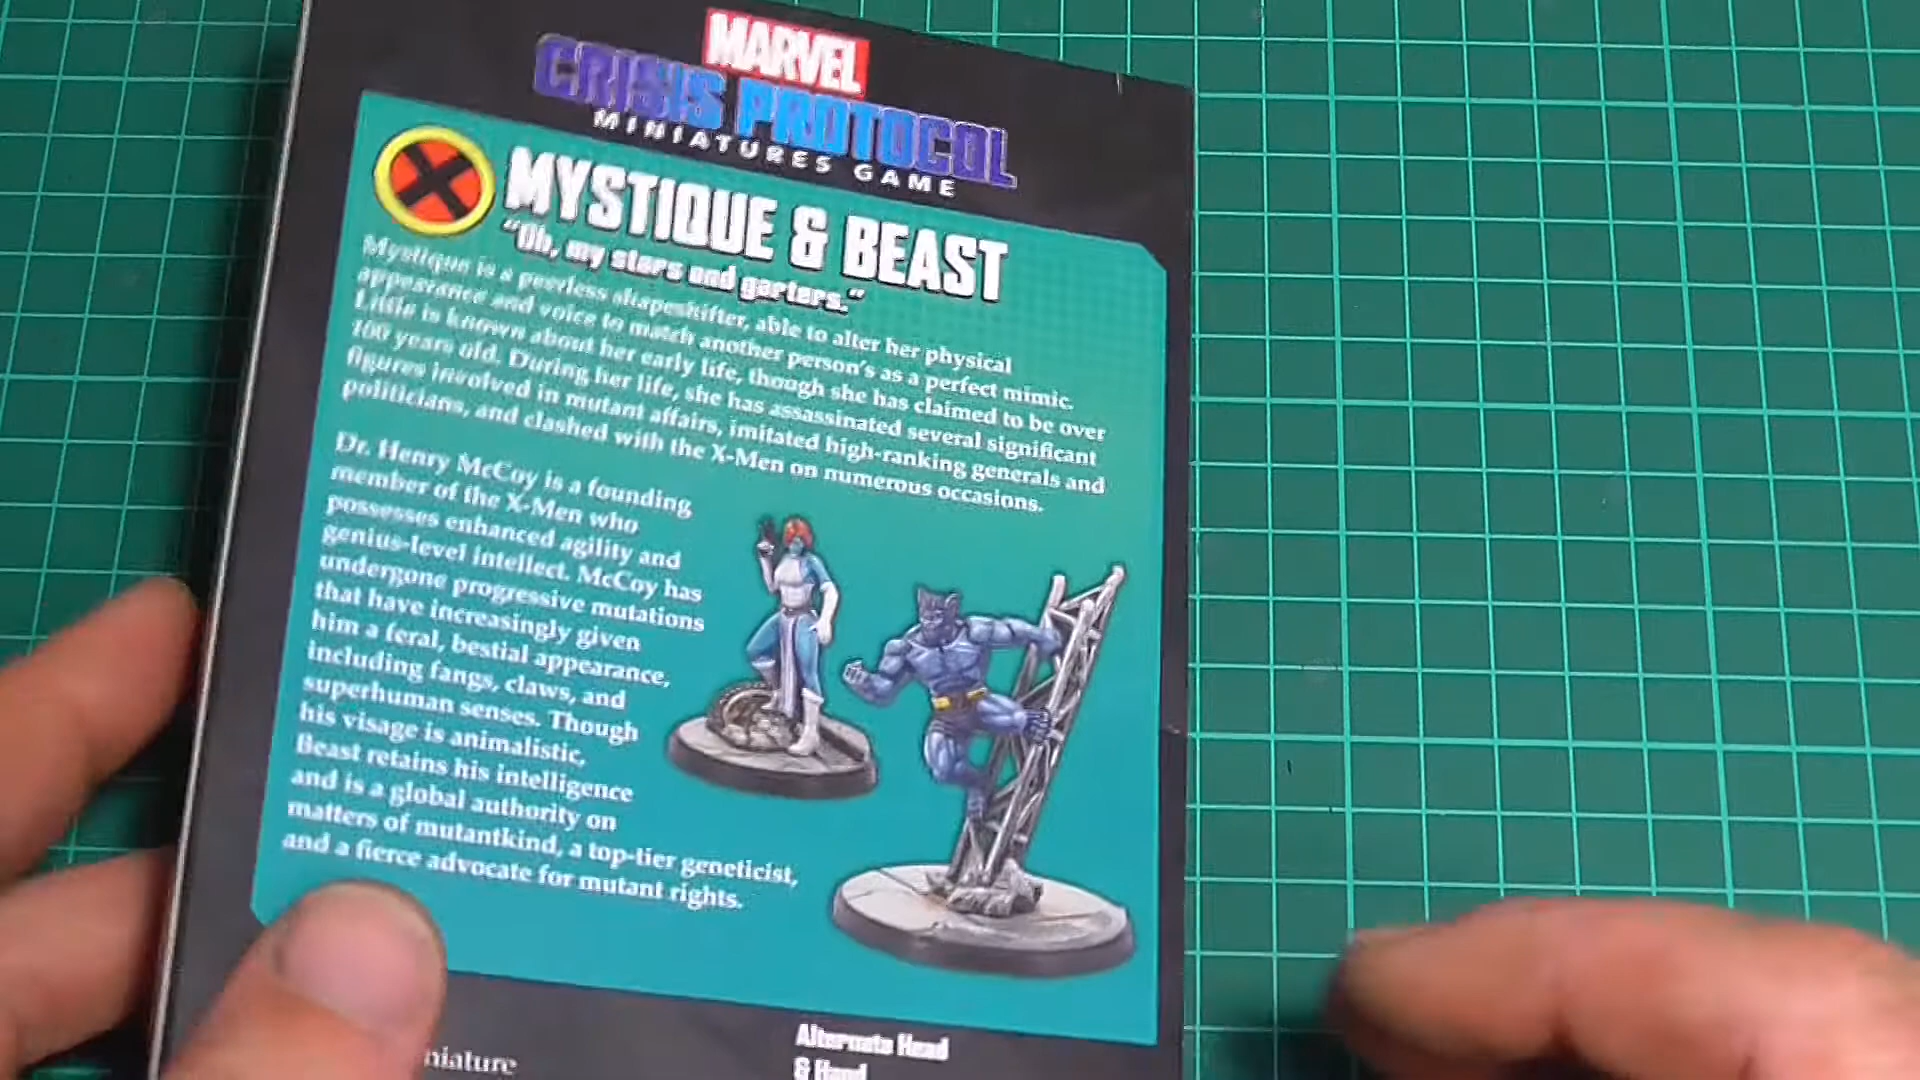 MARVEL
CRISIS PROTOCOL
MINIATURES GAME
MYSTIQUE & BEAST
"Oh, my stars and garters."
Mystique is a peerless shapeshifter, able to alter her physical
appearance and voice to match another person's as a perfect mimic.
Little is known about her early life, though she has claimed to be over
100 years old. During her life, she has assassinated several significant
figures involved in mutant affairs, imitated high-ranking generals and
politicians, and clashed with the X-Men on numerous occasions.
Dr. Henry McCoy is a founding
member of the X-Men who
possesses enhanced agility and
genius-level intellect. McCoy has
undergone progressive mutations
that have increasingly given
him a feral, bestial appearance,
including fangs, claws, and
superhuman senses. Though
his visage is animalistic,
Beast retains his intelligence
and is a global authority on
matters of mutantkind, a top-tier geneticist,
and a fierce advocate for mutant rights.
Alternate Head
& Hand